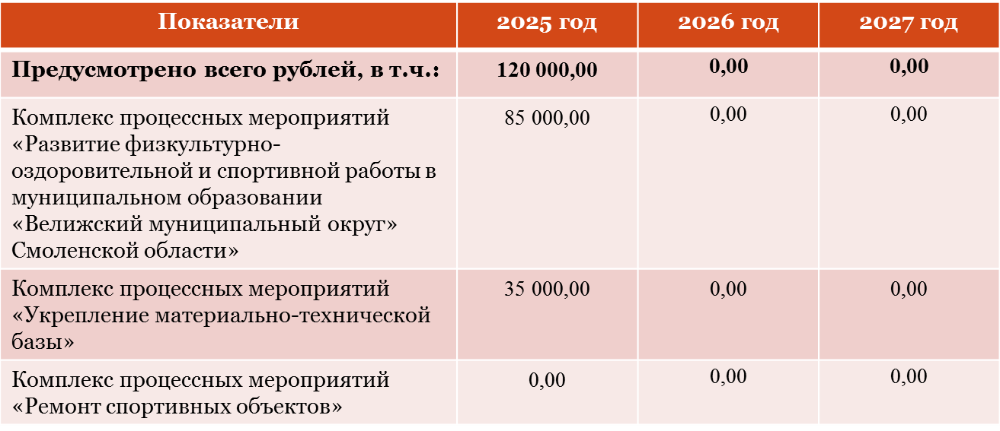 Показатели 2025 год 2026 год 2027 год
Предусмотрено всего рублей, в т.ч.: 120 000,00 0,00 0,00
Комплекс процессных мероприятий 85 000,00 0,00 0,00
«Развитие физкультурно-
оздоровительной и спортивной работы в
муниципальном образовании
«Велижский муниципальный округ»
Смоленской области»
Комплекс процессных мероприятий 35 000,00 0,00 0,00
«Укрепление материально-технической
базы»
Комплекс процессных мероприятий 0,00 0,00 0,00
«Ремонт спортивных объектов»